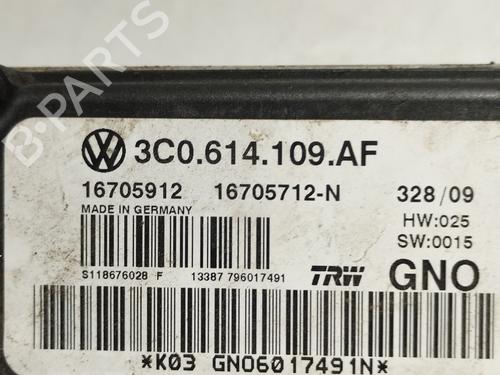 3C0.614.109.AF
16705912 16705712-N 328/09
MADE IN GERMANY HW:025
SW:0015
S118676028 F 13387 796017491 TRW GNO
*K03 GNO6017491N*
B-PARTS